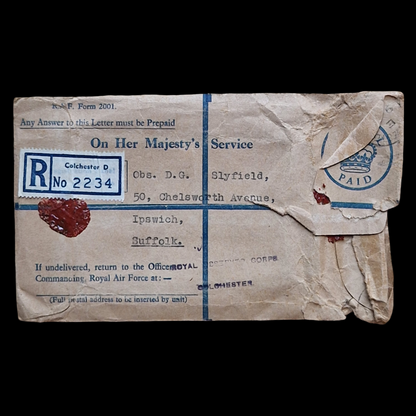 R.A.F. Form 2001.
Any Answer to this Letter must be Prepaid
On Her Majesty's Service
R Colchester D
No 2234
Obs. D.G. Slyfield,
50, Chelsworth Avenue,
Ipswich,
Suffolk.
If undelivered, return to the Officer
Commanding, Royal Air Force at:—
ROYAL CORPS
COLCHESTER
(Full postal address to be inserted by unit)
PAID